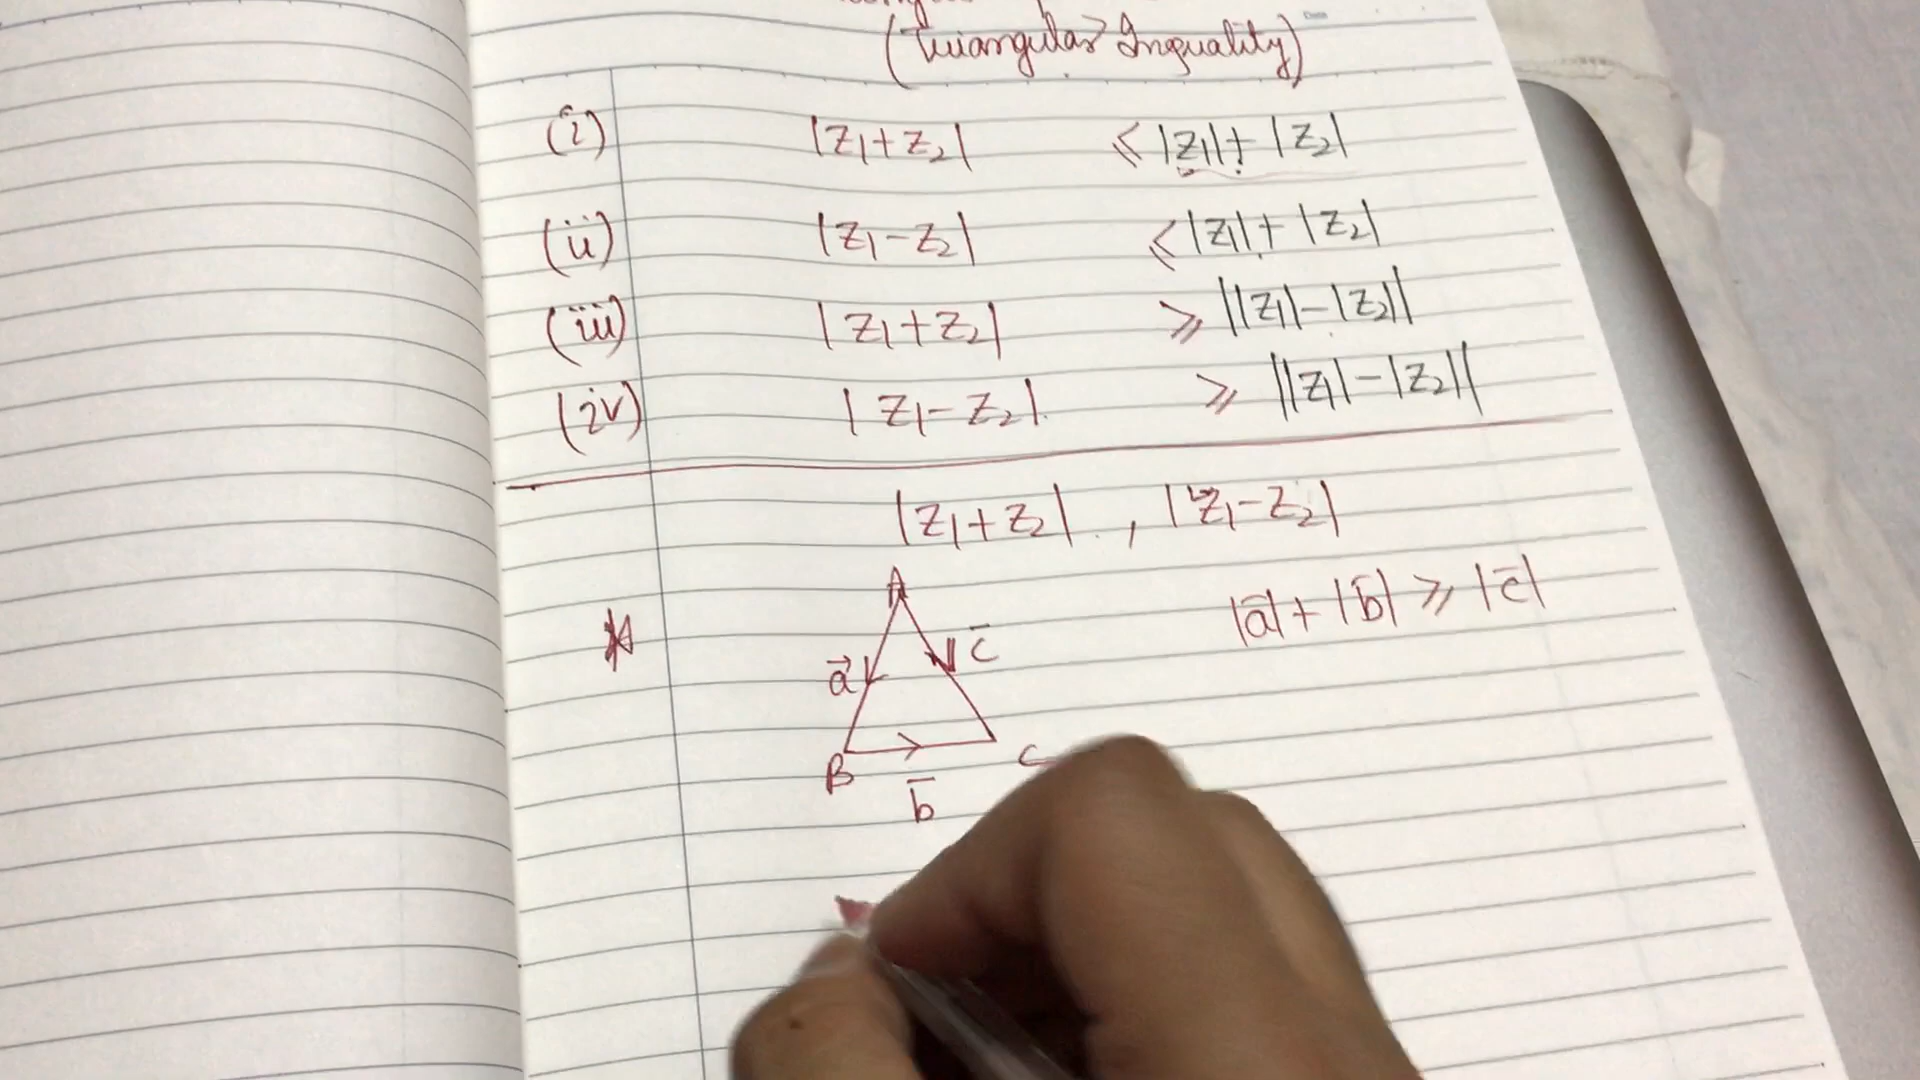 (Triangular Inquality)
(i) |z₁+z₂| ⩽ |z₁|+|z₂|
(ii) |z₁-z₂| ⩽ |z₁|+|z₂|
(iii) |z₁+z₂| ⩾ ||z₁|-|z₂||
(iv) |z₁-z₂| ⩾ ||z₁|-|z₂||
|z₁+z₂| , |z₁-z₂|
A
|a̅|+|b̅| ⩾ |c̅|
a⃗ c̅
B C
b̅